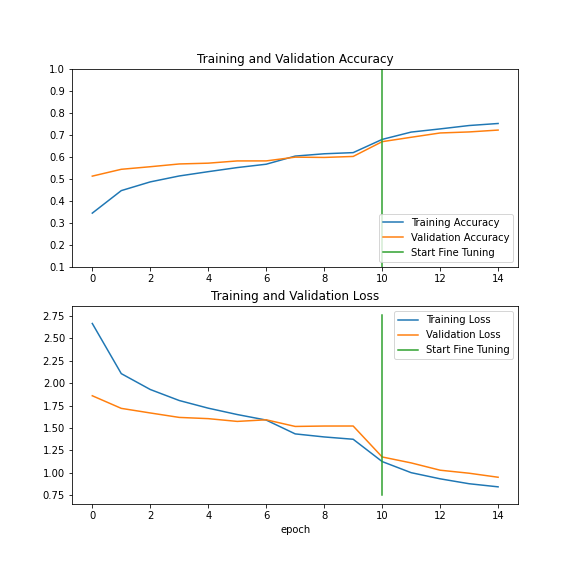 Training and Validation Accuracy
1.0
0.9
0.8
0.7
0.6
0.5
0.4
0.3
0.2
0.1
Training Accuracy
Validation Accuracy
Start Fine Tuning
0 2 4 6 8 10 12 14
Training and Validation Loss
2.75
2.50
2.25
2.00
1.75
1.50
1.25
1.00
0.75
Training Loss
Validation Loss
Start Fine Tuning
0 2 4 6 8 10 12 14
epoch